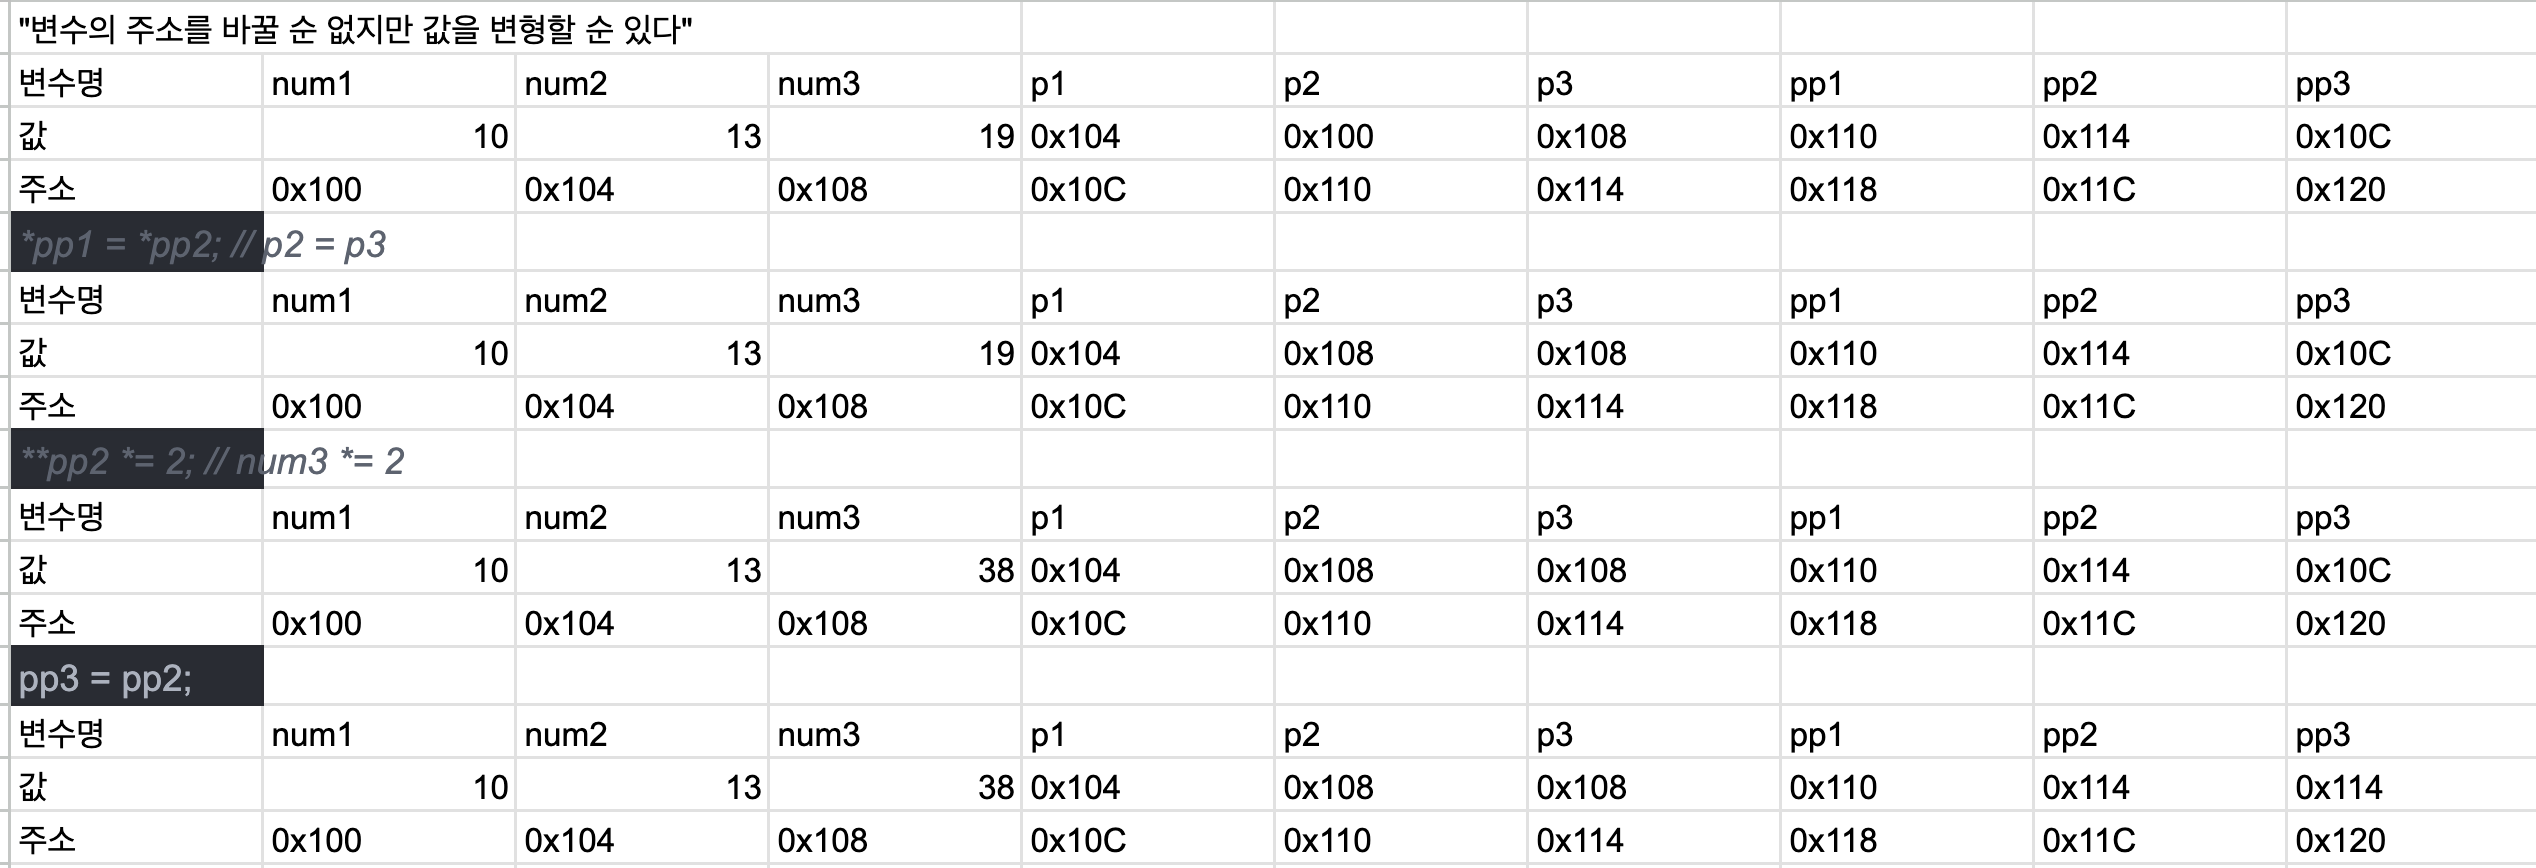 "변수의 주소를 바꿀 순 없지만 값을 변형할 순 있다"
변수명 num1 num2 num3 p1 p2 p3 pp1 pp2 pp3
값 10 13 19 0x104 0x100 0x108 0x110 0x114 0x10C
주소 0x100 0x104 0x108 0x10C 0x110 0x114 0x118 0x11C 0x120
*pp1 = *pp2; // p2 = p3
변수명 num1 num2 num3 p1 p2 p3 pp1 pp2 pp3
값 10 13 19 0x104 0x108 0x108 0x110 0x114 0x10C
주소 0x100 0x104 0x108 0x10C 0x110 0x114 0x118 0x11C 0x120
**pp2 *= 2; // num3 *= 2
변수명 num1 num2 num3 p1 p2 p3 pp1 pp2 pp3
값 10 13 38 0x104 0x108 0x108 0x110 0x114 0x10C
주소 0x100 0x104 0x108 0x10C 0x110 0x114 0x118 0x11C 0x120
pp3 = pp2;
변수명 num1 num2 num3 p1 p2 p3 pp1 pp2 pp3
값 10 13 38 0x104 0x108 0x108 0x110 0x114 0x114
주소 0x100 0x104 0x108 0x10C 0x110 0x114 0x118 0x11C 0x120